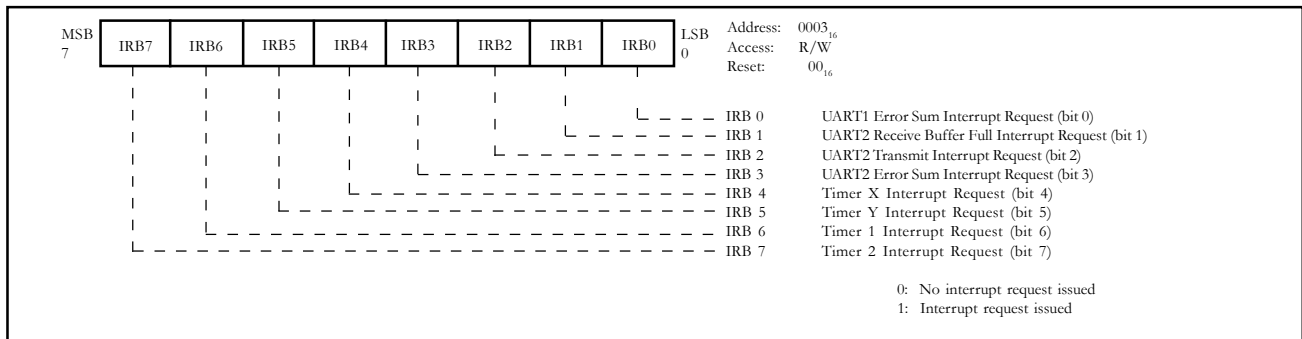 MSB 7 IRB7 IRB6 IRB5 IRB4 IRB3 IRB2 IRB1 IRB0 LSB 0
Address: 0003₁₆
Access: R/W
Reset: 00₁₆
IRB 0 UART1 Error Sum Interrupt Request (bit 0)
IRB 1 UART2 Receive Buffer Full Interrupt Request (bit 1)
IRB 2 UART2 Transmit Interrupt Request (bit 2)
IRB 3 UART2 Error Sum Interrupt Request (bit 3)
IRB 4 Timer X Interrupt Request (bit 4)
IRB 5 Timer Y Interrupt Request (bit 5)
IRB 6 Timer 1 Interrupt Request (bit 6)
IRB 7 Timer 2 Interrupt Request (bit 7)
0: No interrupt request issued
1: Interrupt request issued